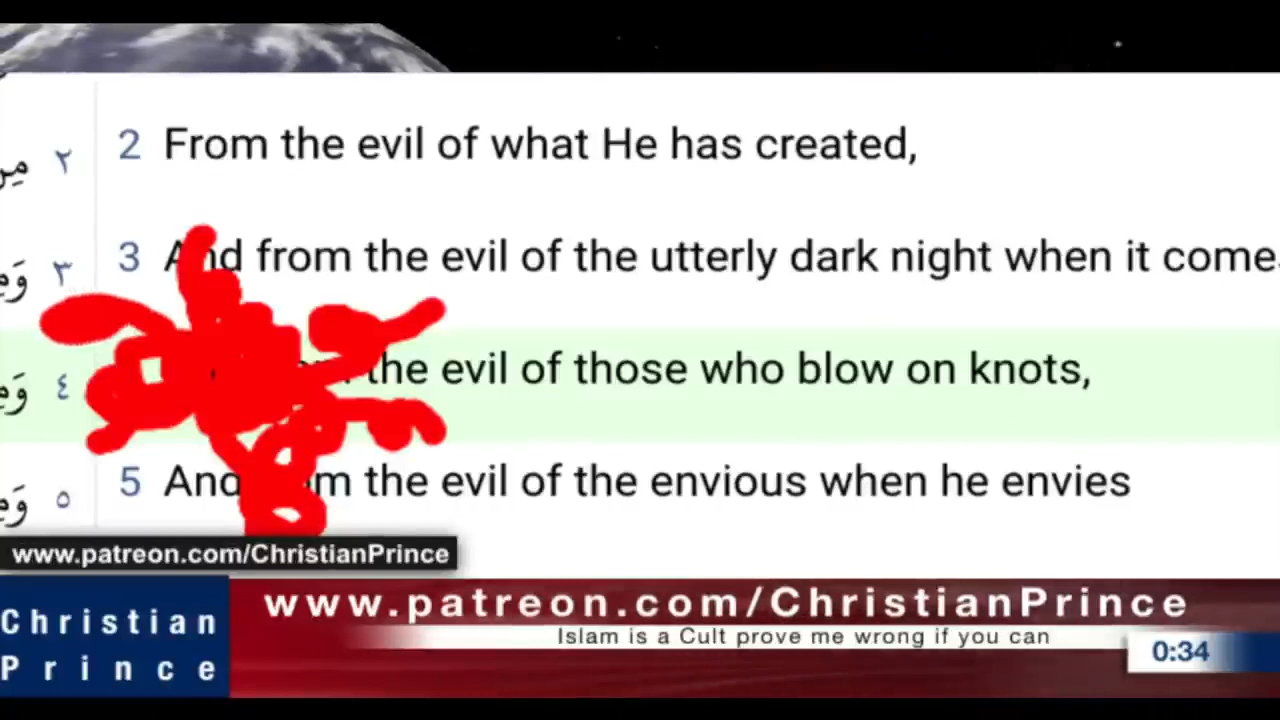 ٢ 2 From the evil of what He has created,
٣ 3 And from the evil of the utterly dark night when it comes
٤ the evil of those who blow on knots,
٥ 5 And from the evil of the envious when he envies
www.patreon.com/ChristianPrince
Christian
Prince
www.patreon.com/ChristianPrince
Islam is a Cult prove me wrong if you can
0:34